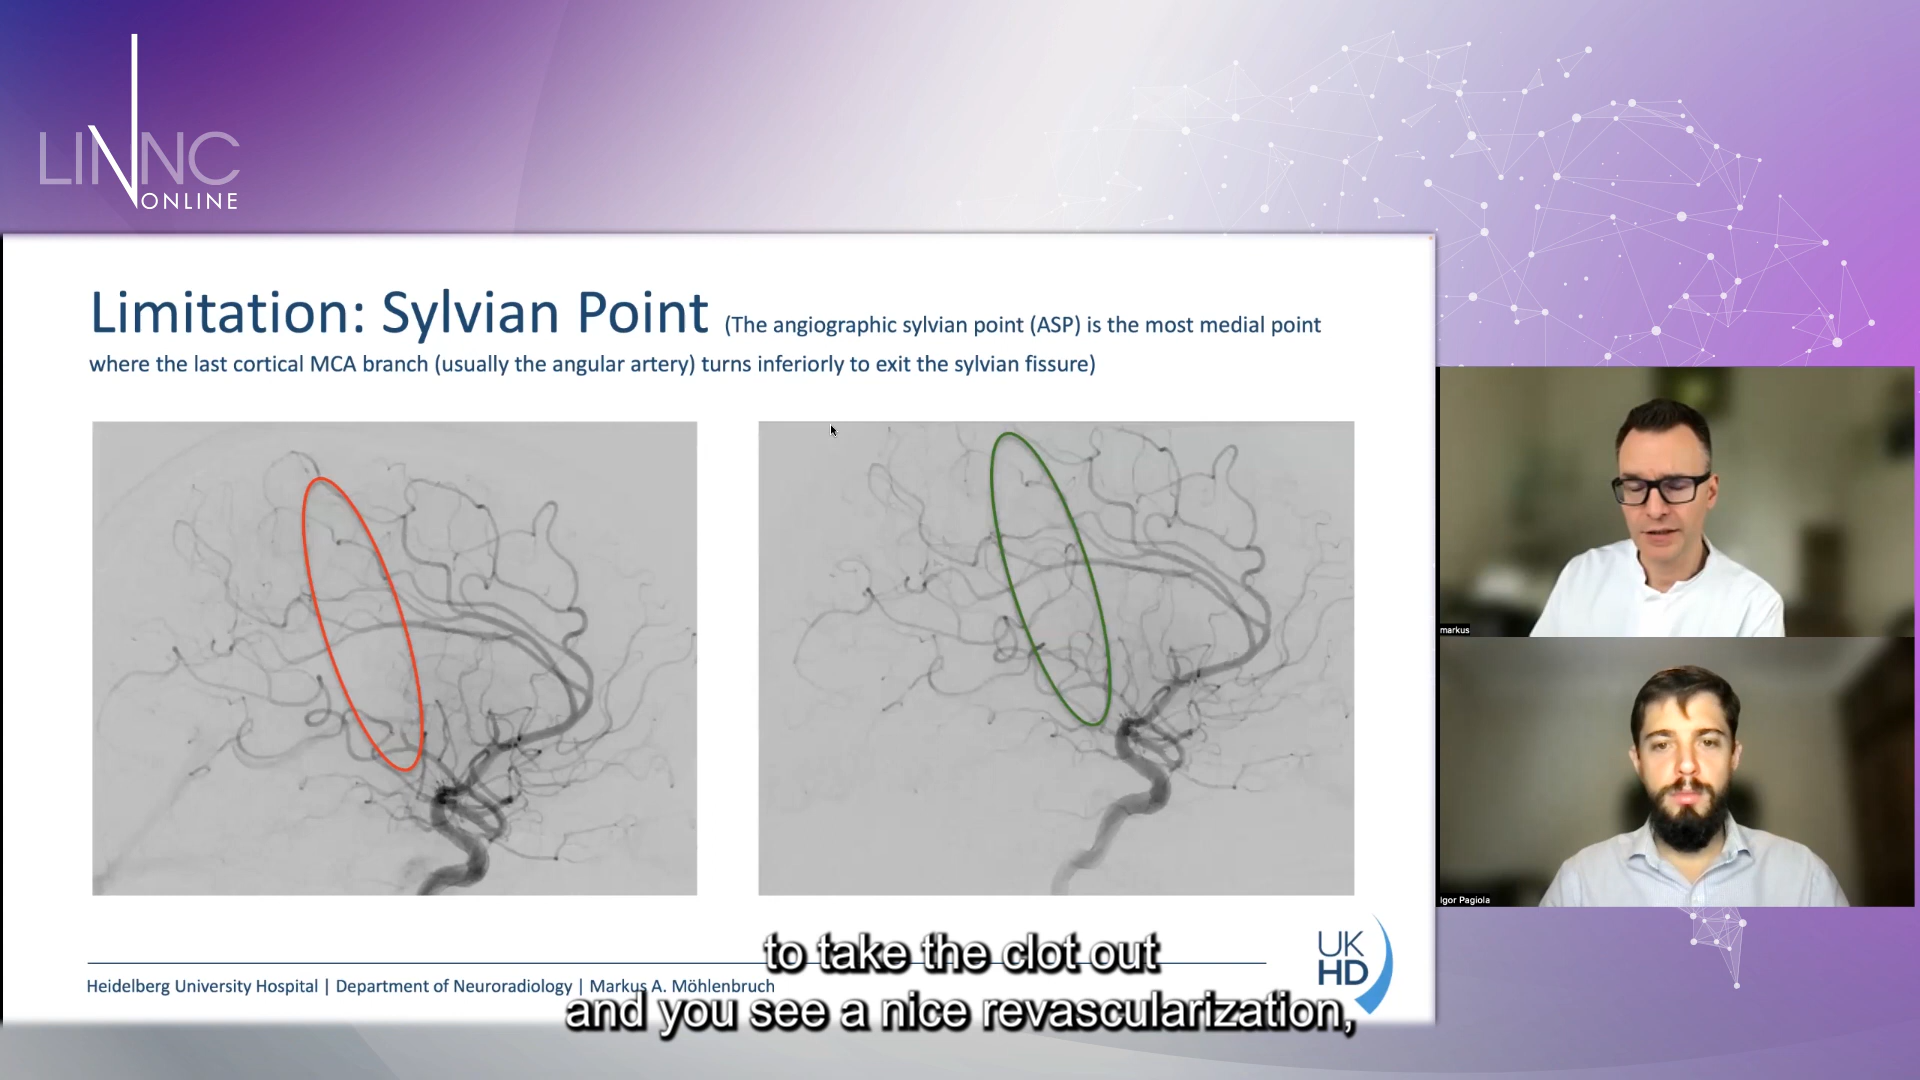 LINNC
ONLINE
Limitation: Sylvian Point (The angiographic sylvian point (ASP) is the most medial point
where the last cortical MCA branch (usually the angular artery) turns inferiorly to exit the sylvian fissure)
markus
Igor Pagiola
UK
HD
Heidelberg University Hospital | Department of Neuroradiology | Markus A. Möhlenbruch
to take the clot out
and you see a nice revascularization,